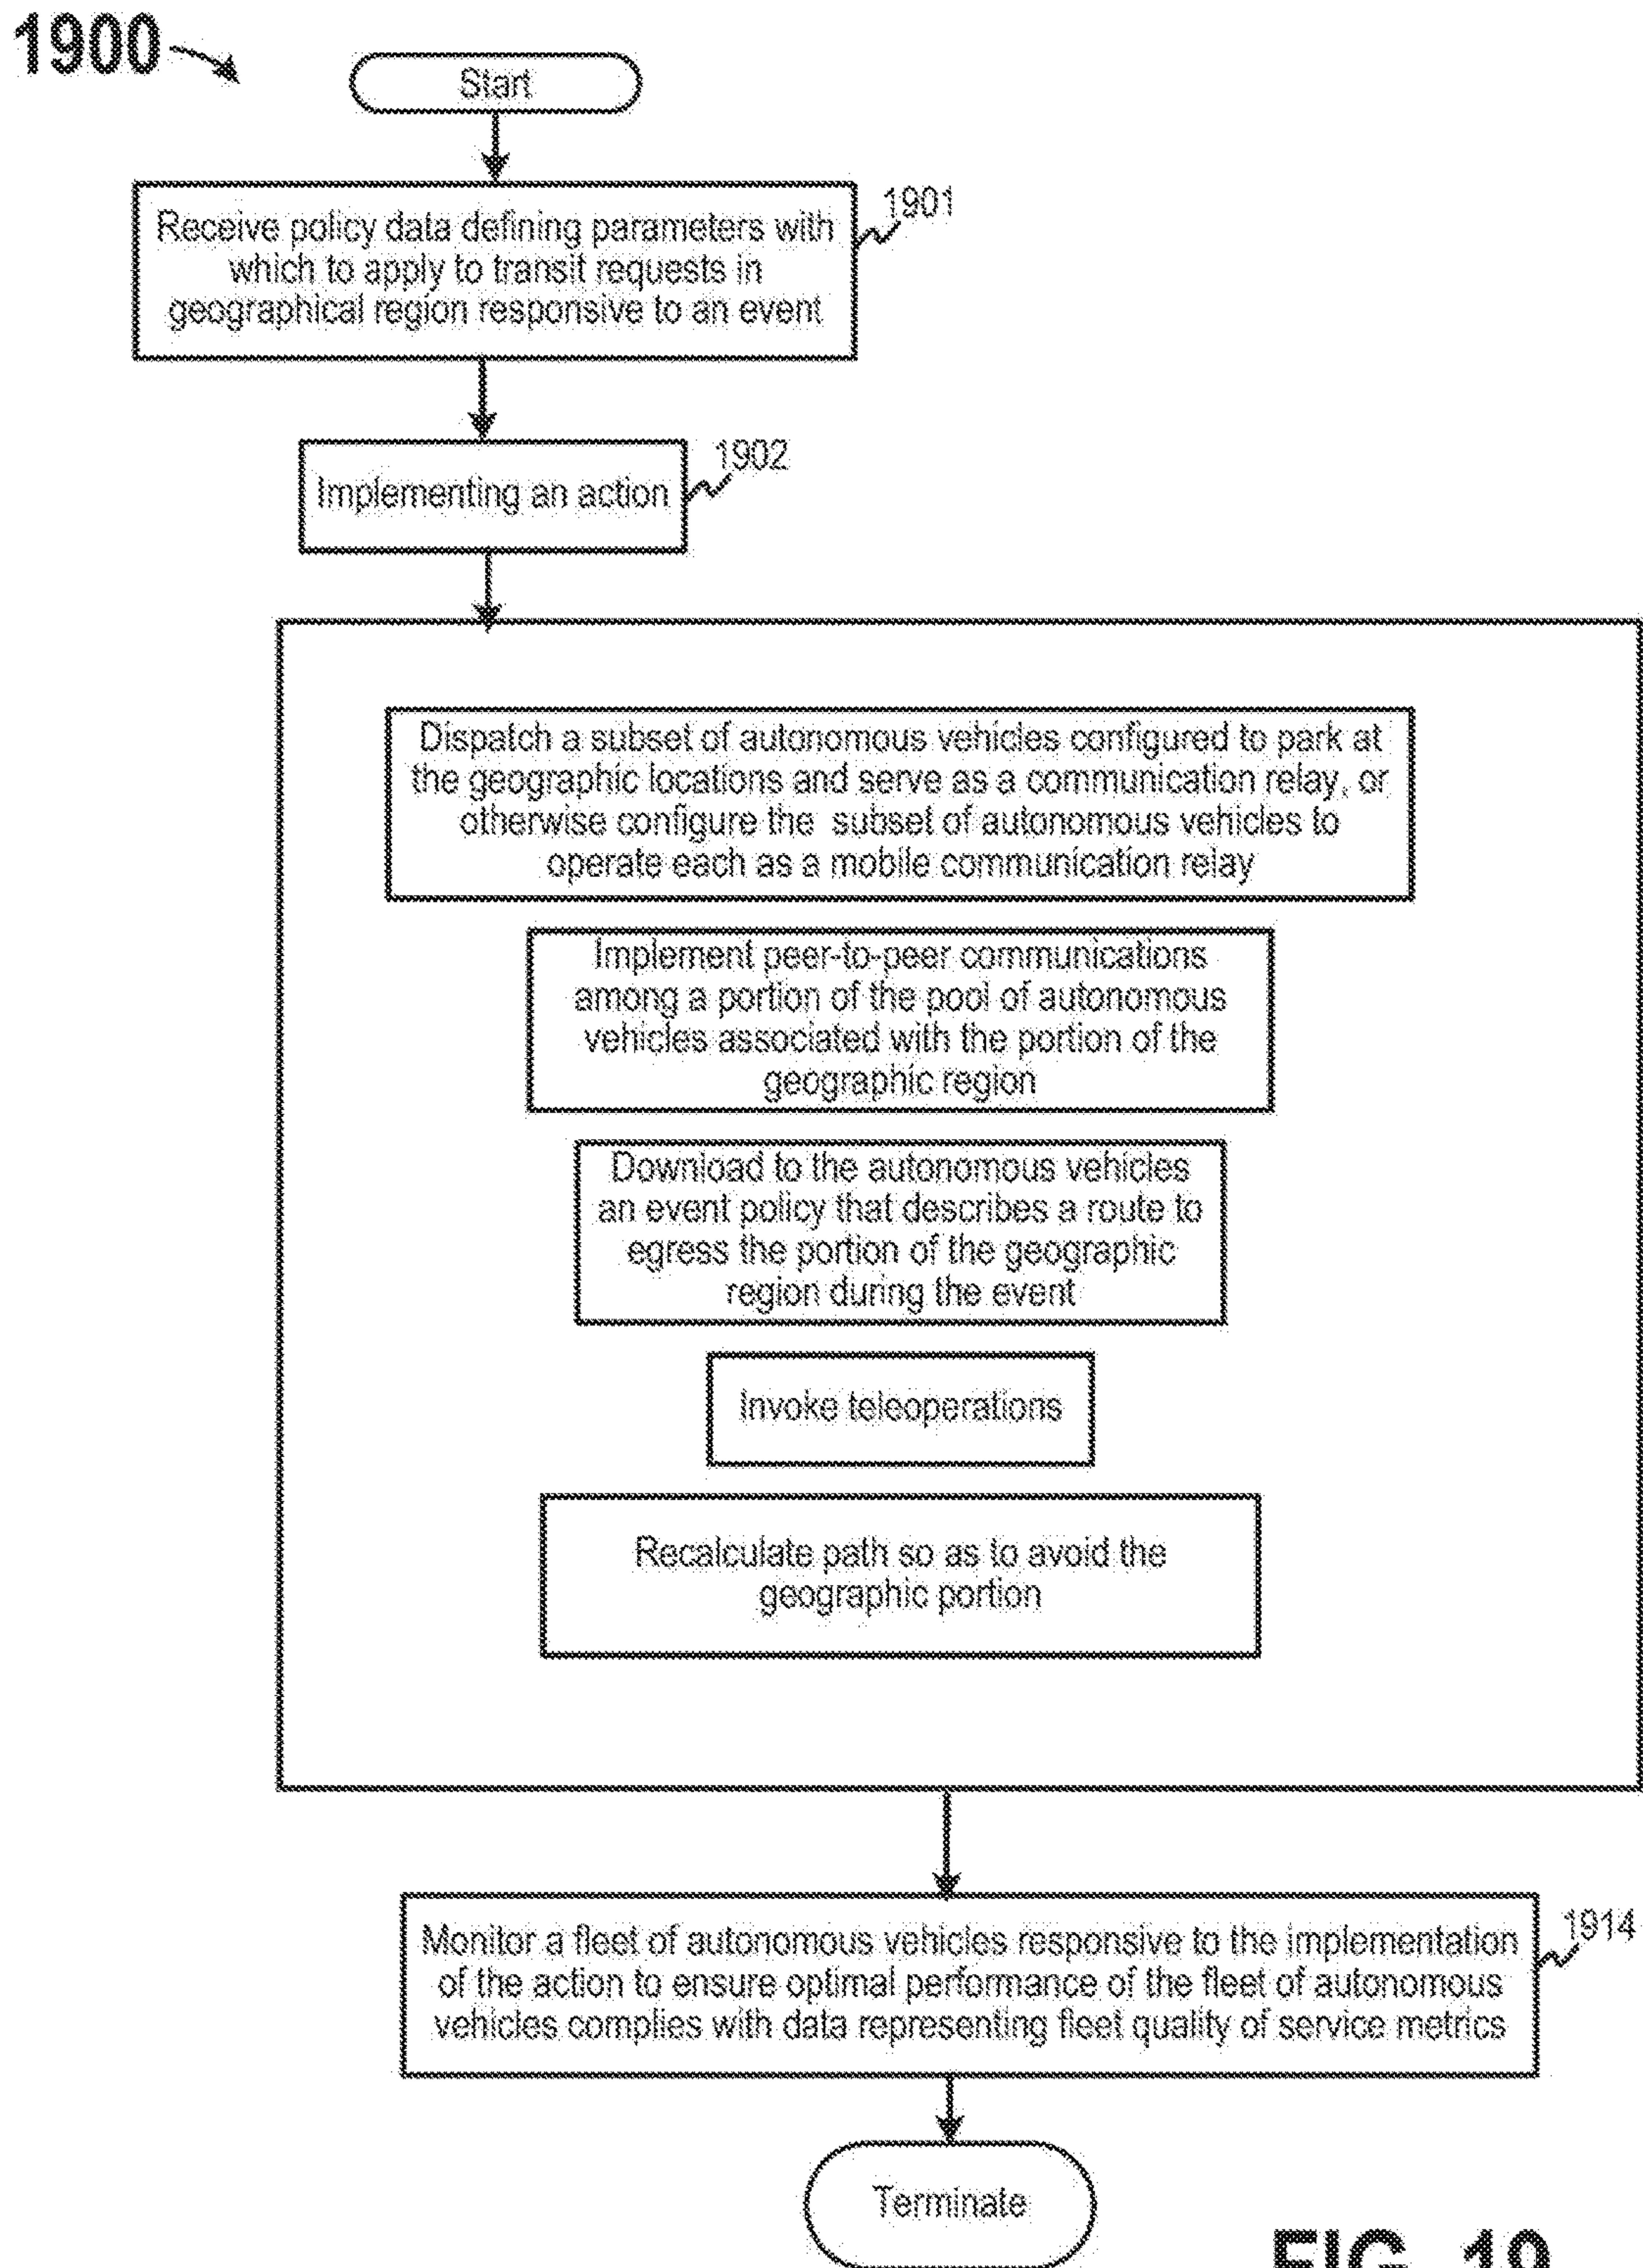 1900
Start
Receive policy data defining parameters with
which to apply to transit requests in
geographical region responsive to an event
1901
Implementing an action
1902
Dispatch a subset of autonomous vehicles configured to park at
the geographic locations and serve as a communication relay, or
otherwise configure the subset of autonomous vehicles to
operate each as a mobile communication relay
Implement peer-to-peer communications
among a portion of the pool of autonomous
vehicles associated with the portion of the
geographic region
Download to the autonomous vehicles
an event policy that describes a route to
egress the portion of the geographic
region during the event
Invoke teleoperations
Recalculate path so as to avoid the
geographic portion
Monitor a fleet of autonomous vehicles responsive to the implementation
of the action to ensure optimal performance of the fleet of autonomous
vehicles complies with data representing fleet quality of service metrics
1914
Terminate
FIG. 19